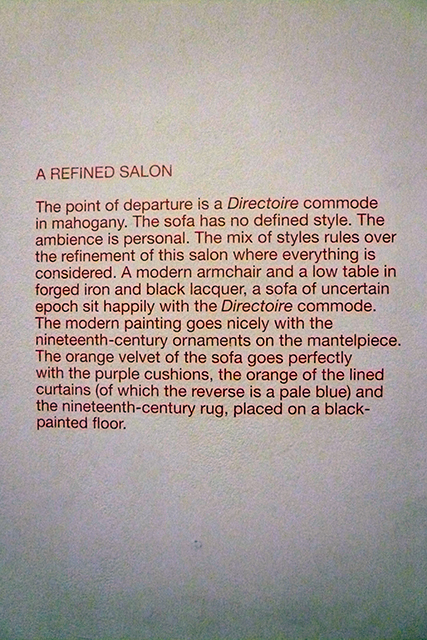 A REFINED SALON
The point of departure is a Directoire commode
in mahogany. The sofa has no defined style. The
ambience is personal. The mix of styles rules over
the refinement of this salon where everything is
considered. A modern armchair and a low table in
forged iron and black lacquer, a sofa of uncertain
epoch sit happily with the Directoire commode.
The modern painting goes nicely with the
nineteenth-century ornaments on the mantelpiece.
The orange velvet of the sofa goes perfectly
with the purple cushions, the orange of the lined
curtains (of which the reverse is a pale blue) and
the nineteenth-century rug, placed on a black-
painted floor.